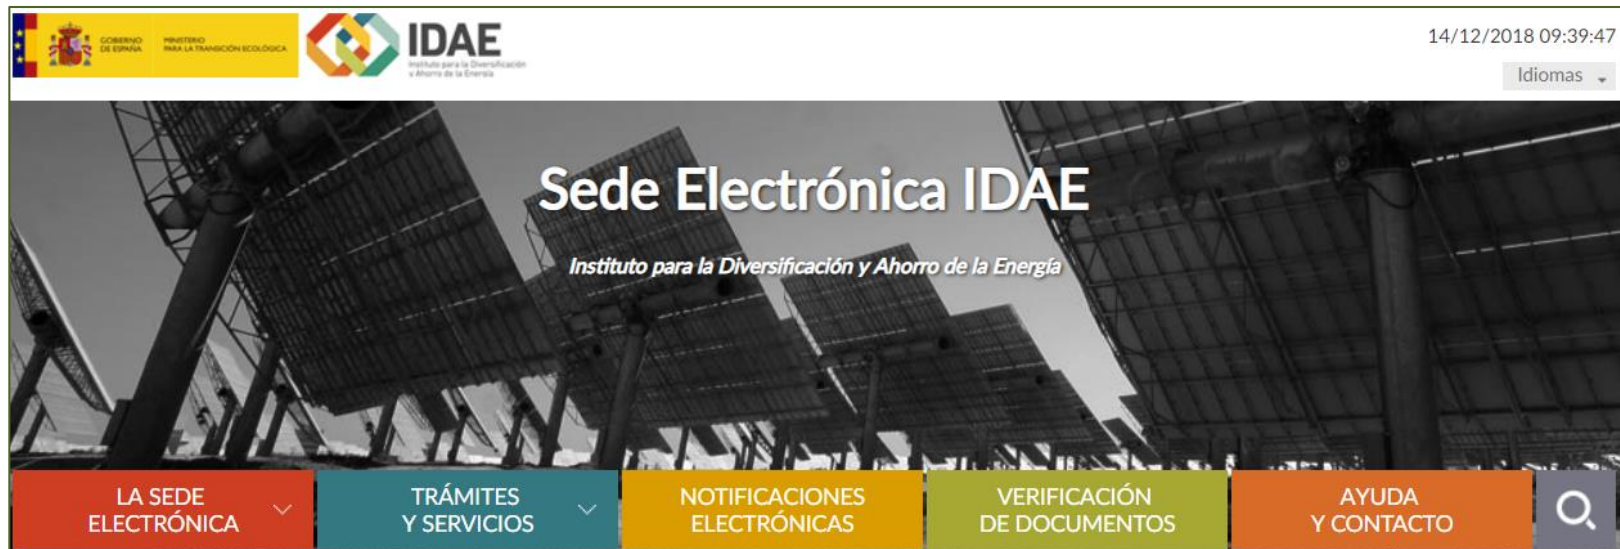 GOBIERNO
DE ESPAÑA
MINISTERIO
PARA LA TRANSICIÓN ECOLÓGICA
IDAE
Instituto para la Diversificación
y Ahorro de la Energía
14/12/2018 09:39:47
Idiomas
Sede Electrónica IDAE
Instituto para la Diversificación y Ahorro de la Energía
LA SEDE
ELECTRÓNICA
TRÁMITES
Y SERVICIOS
NOTIFICACIONES
ELECTRÓNICAS
VERIFICACIÓN
DE DOCUMENTOS
AYUDA
Y CONTACTO